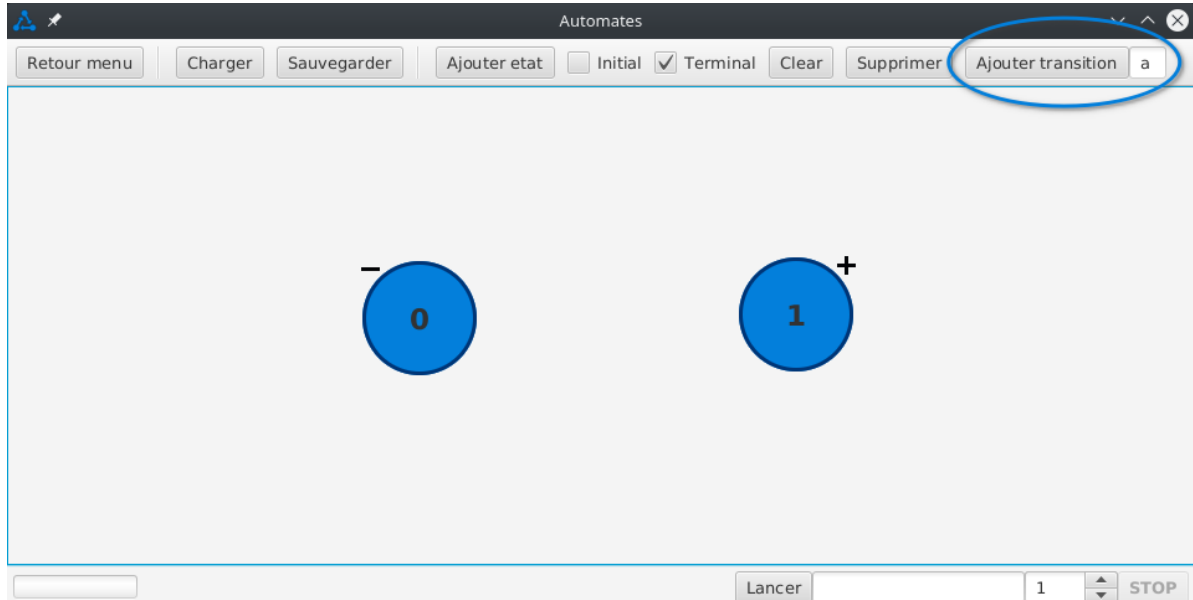 Automates
Retour menu Charger Sauvegarder Ajouter etat Initial Terminal Clear Supprimer Ajouter transition a
− +
0 1
Lancer 1 STOP